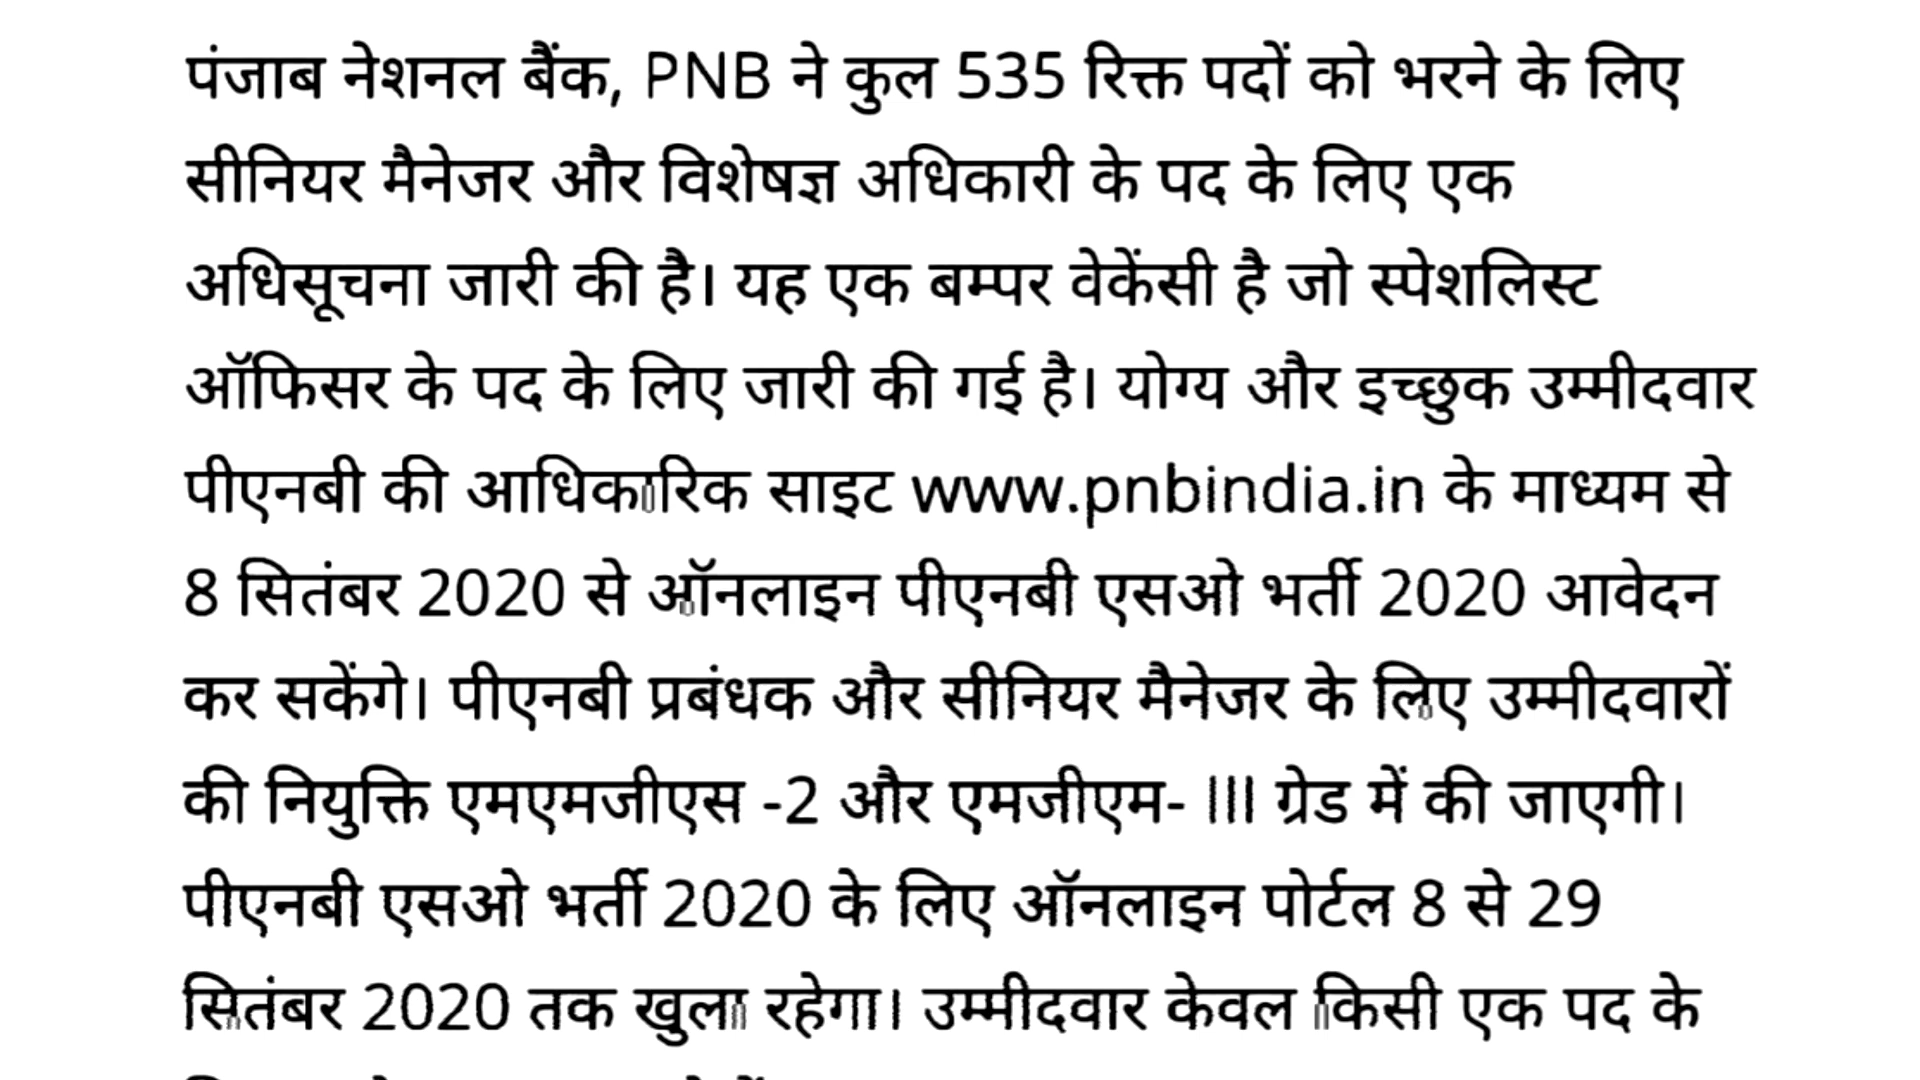 पंजाब नेशनल बैंक, PNB ने कुल 535 रिक्त पदों को भरने के लिए
सीनियर मैनेजर और विशेषज्ञ अधिकारी के पद के लिए एक
अधिसूचना जारी की है। यह एक बम्पर वेकेंसी है जो स्पेशलिस्ट
ऑफिसर के पद के लिए जारी की गई है। योग्य और इच्छुक उम्मीदवार
पीएनबी की आधिकारिक साइट www.pnbindia.in के माध्यम से
8 सितंबर 2020 से ऑनलाइन पीएनबी एसओ भर्ती 2020 आवेदन
कर सकेंगे। पीएनबी प्रबंधक और सीनियर मैनेजर के लिए उम्मीदवारों
की नियुक्ति एमएमजीएस -2 और एमजीएम- III ग्रेड में की जाएगी।
पीएनबी एसओ भर्ती 2020 के लिए ऑनलाइन पोर्टल 8 से 29
सितंबर 2020 तक खुला रहेगा। उम्मीदवार केवल किसी एक पद के